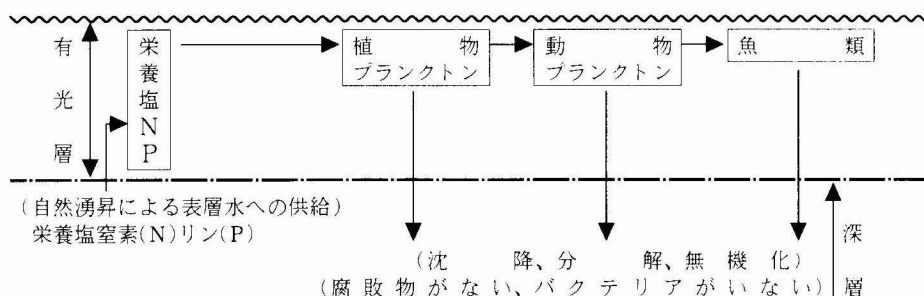 有光層
栄養塩NP
植物
プランクトン
動物
プランクトン
魚類
(自然湧昇による表層水への供給)
栄養塩窒素(N)リン(P)
(沈降、分解、無機化)
(腐敗物がない、バクテリアがいない)
深層